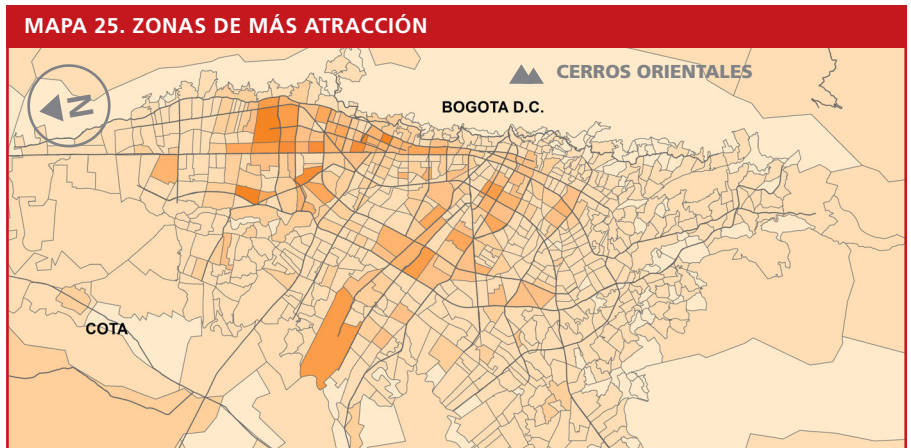 MAPA 25. ZONAS DE MÁS ATRACCIÓN
CERROS ORIENTALES
N
BOGOTA D.C.
COTA